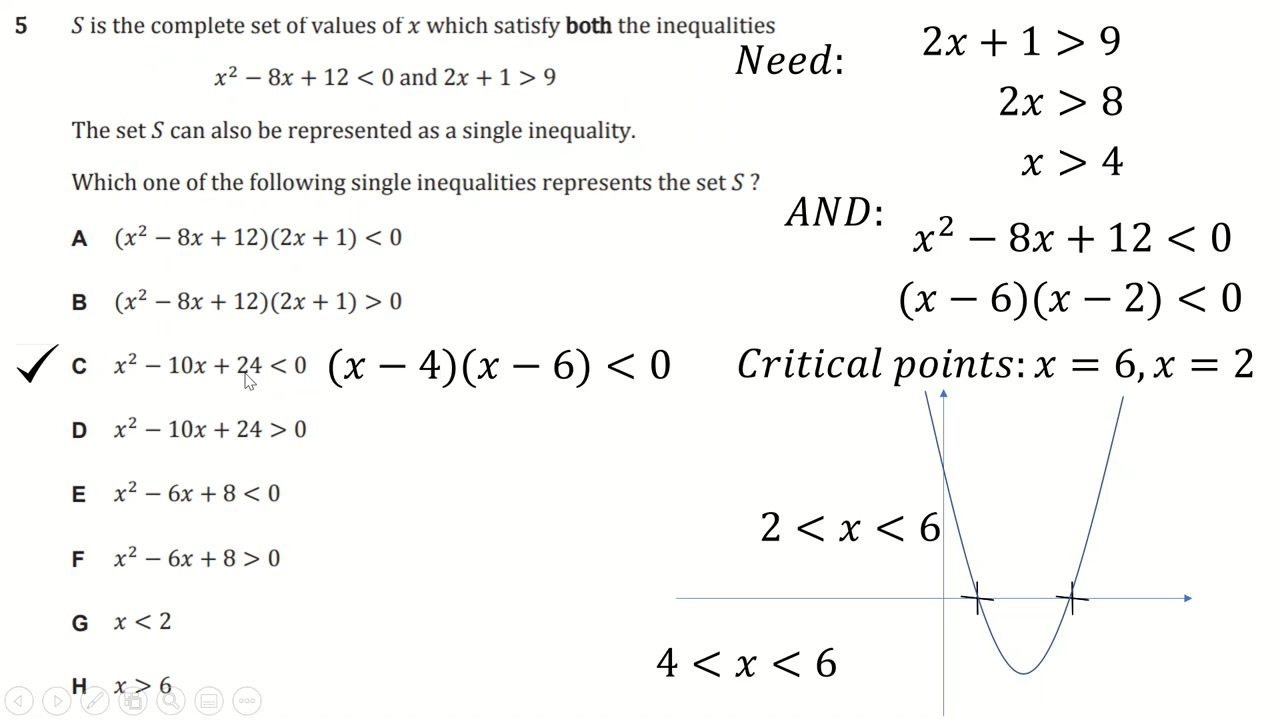 5 S is the complete set of values of x which satisfy both the inequalities
x² − 8x + 12 < 0 and 2x + 1 > 9
The set S can also be represented as a single inequality.
Which one of the following single inequalities represents the set S ?
A (x² − 8x + 12)(2x + 1) < 0
B (x² − 8x + 12)(2x + 1) > 0
C x² − 10x + 24 < 0 (x − 4)(x − 6) < 0
D x² − 10x + 24 > 0
E x² − 6x + 8 < 0
F x² − 6x + 8 > 0
G x < 2
H x > 6
Need: 2x + 1 > 9
2x > 8
x > 4
AND:
x² − 8x + 12 < 0
(x − 6)(x − 2) < 0
Critical points: x = 6, x = 2
2 < x < 6
4 < x < 6